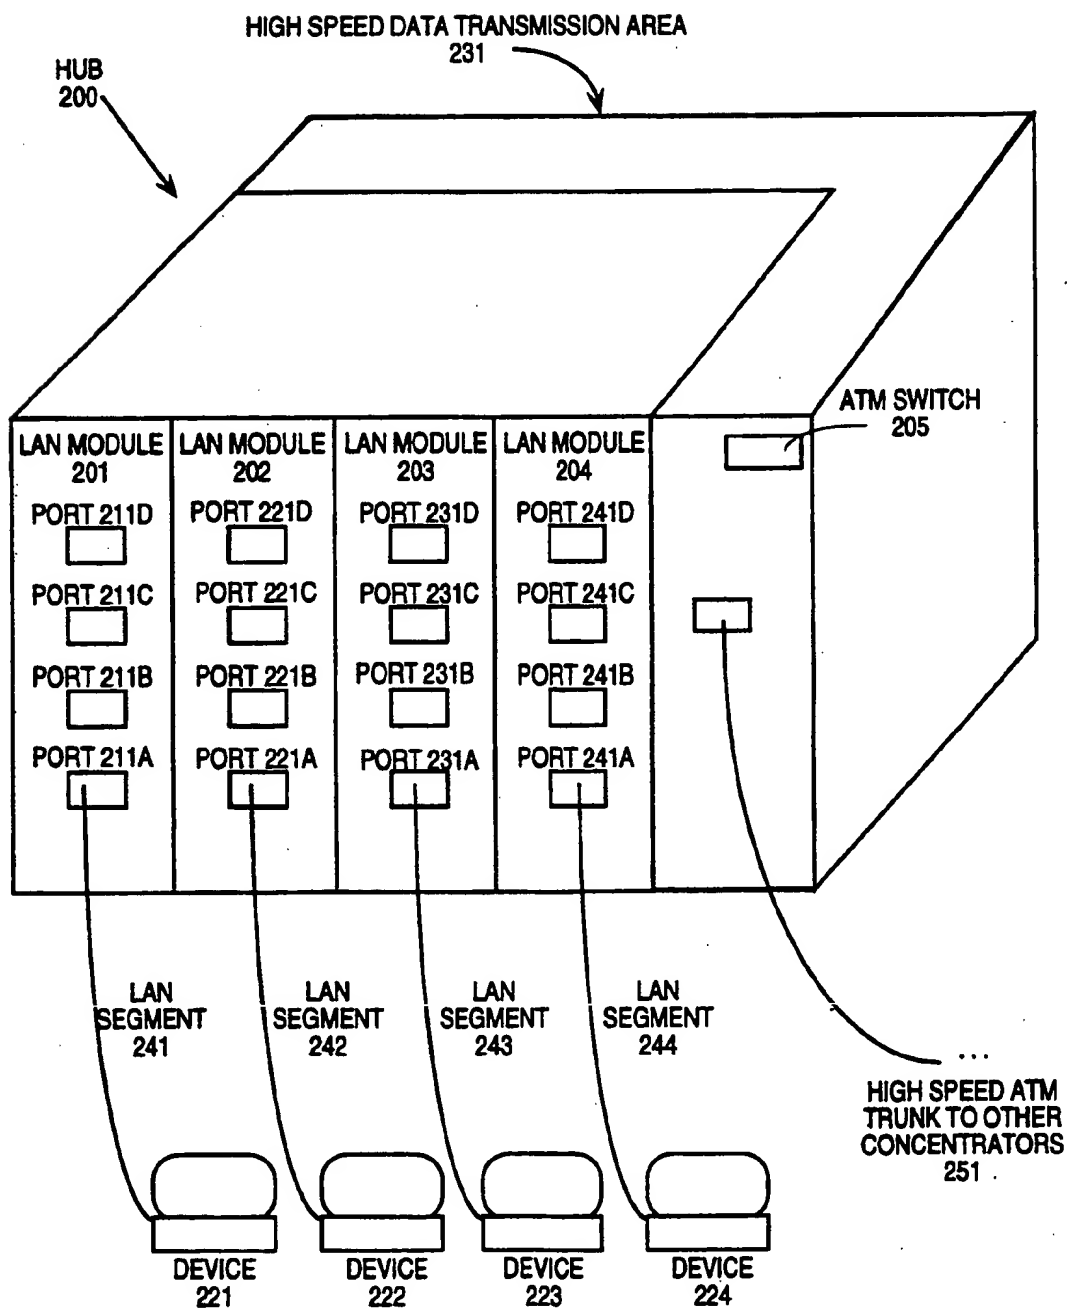 HIGH SPEED DATA TRANSMISSION AREA
231
HUB
200
ATM SWITCH
205
LAN MODULE
201
PORT 211D
PORT 211C
PORT 211B
PORT 211A
LAN MODULE
202
PORT 221D
PORT 221C
PORT 221B
PORT 221A
LAN MODULE
203
PORT 231D
PORT 231C
PORT 231B
PORT 231A
LAN MODULE
204
PORT 241D
PORT 241C
PORT 241B
PORT 241A
LAN
SEGMENT
241
LAN
SEGMENT
242
LAN
SEGMENT
243
LAN
SEGMENT
244
...
HIGH SPEED ATM
TRUNK TO OTHER
CONCENTRATORS
251
DEVICE
221
DEVICE
222
DEVICE
223
DEVICE
224